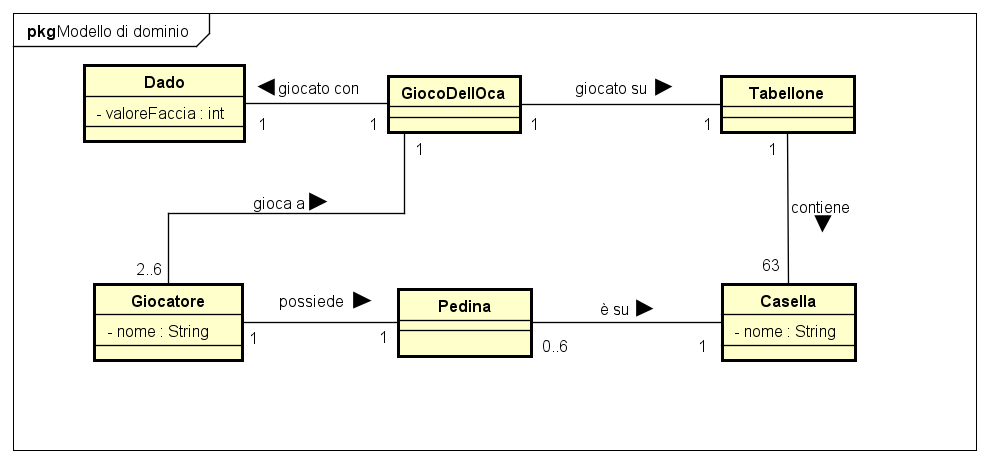 pkg Modello di dominio
Dado
- valoreFaccia : int
giocato con
1
1
GiocoDellOca
giocato su
1
1
Tabellone
1
1
gioca a
contiene
2..6
63
Giocatore
- nome : String
possiede
1
1
Pedina
è su
0..6
1
Casella
- nome : String